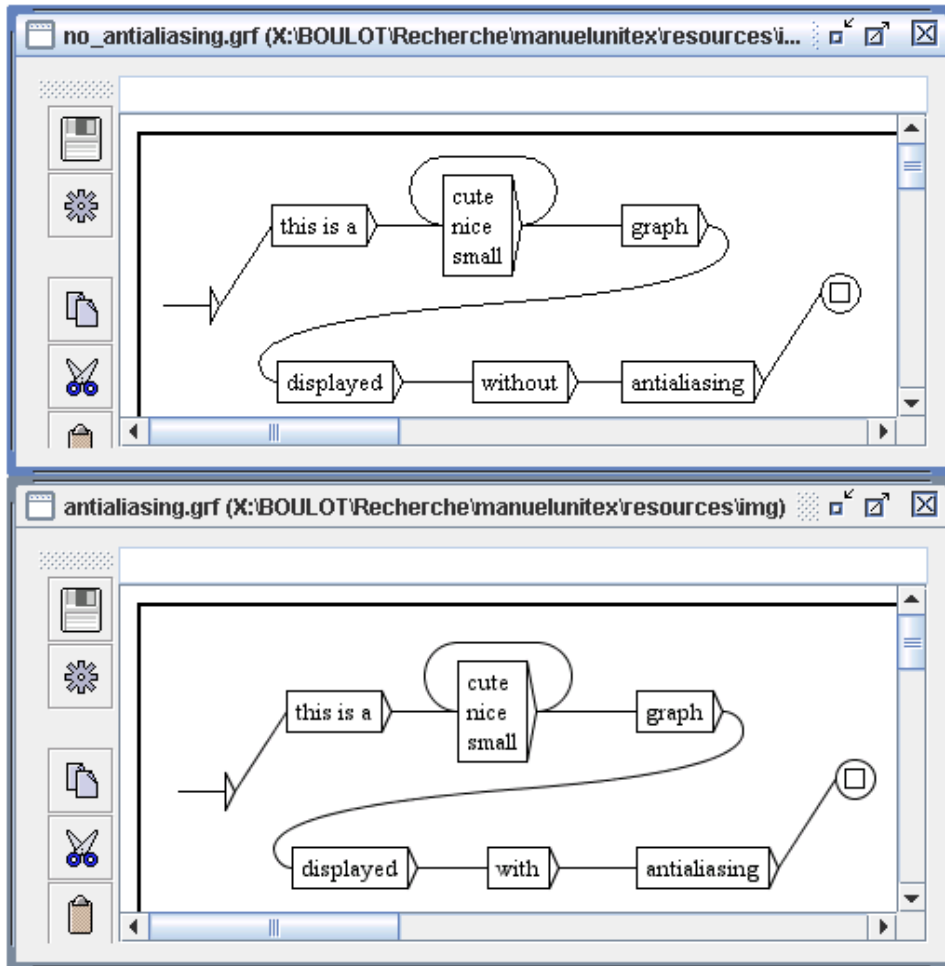 no_antialiasing.grf (X:\BOULOT\Recherche\manuelunitex\resources\i...
this is a
cute
nice
small
graph
displayed
without
antialiasing
antialiasing.grf (X:\BOULOT\Recherche\manuelunitex\resources\img)
this is a
cute
nice
small
graph
displayed
with
antialiasing